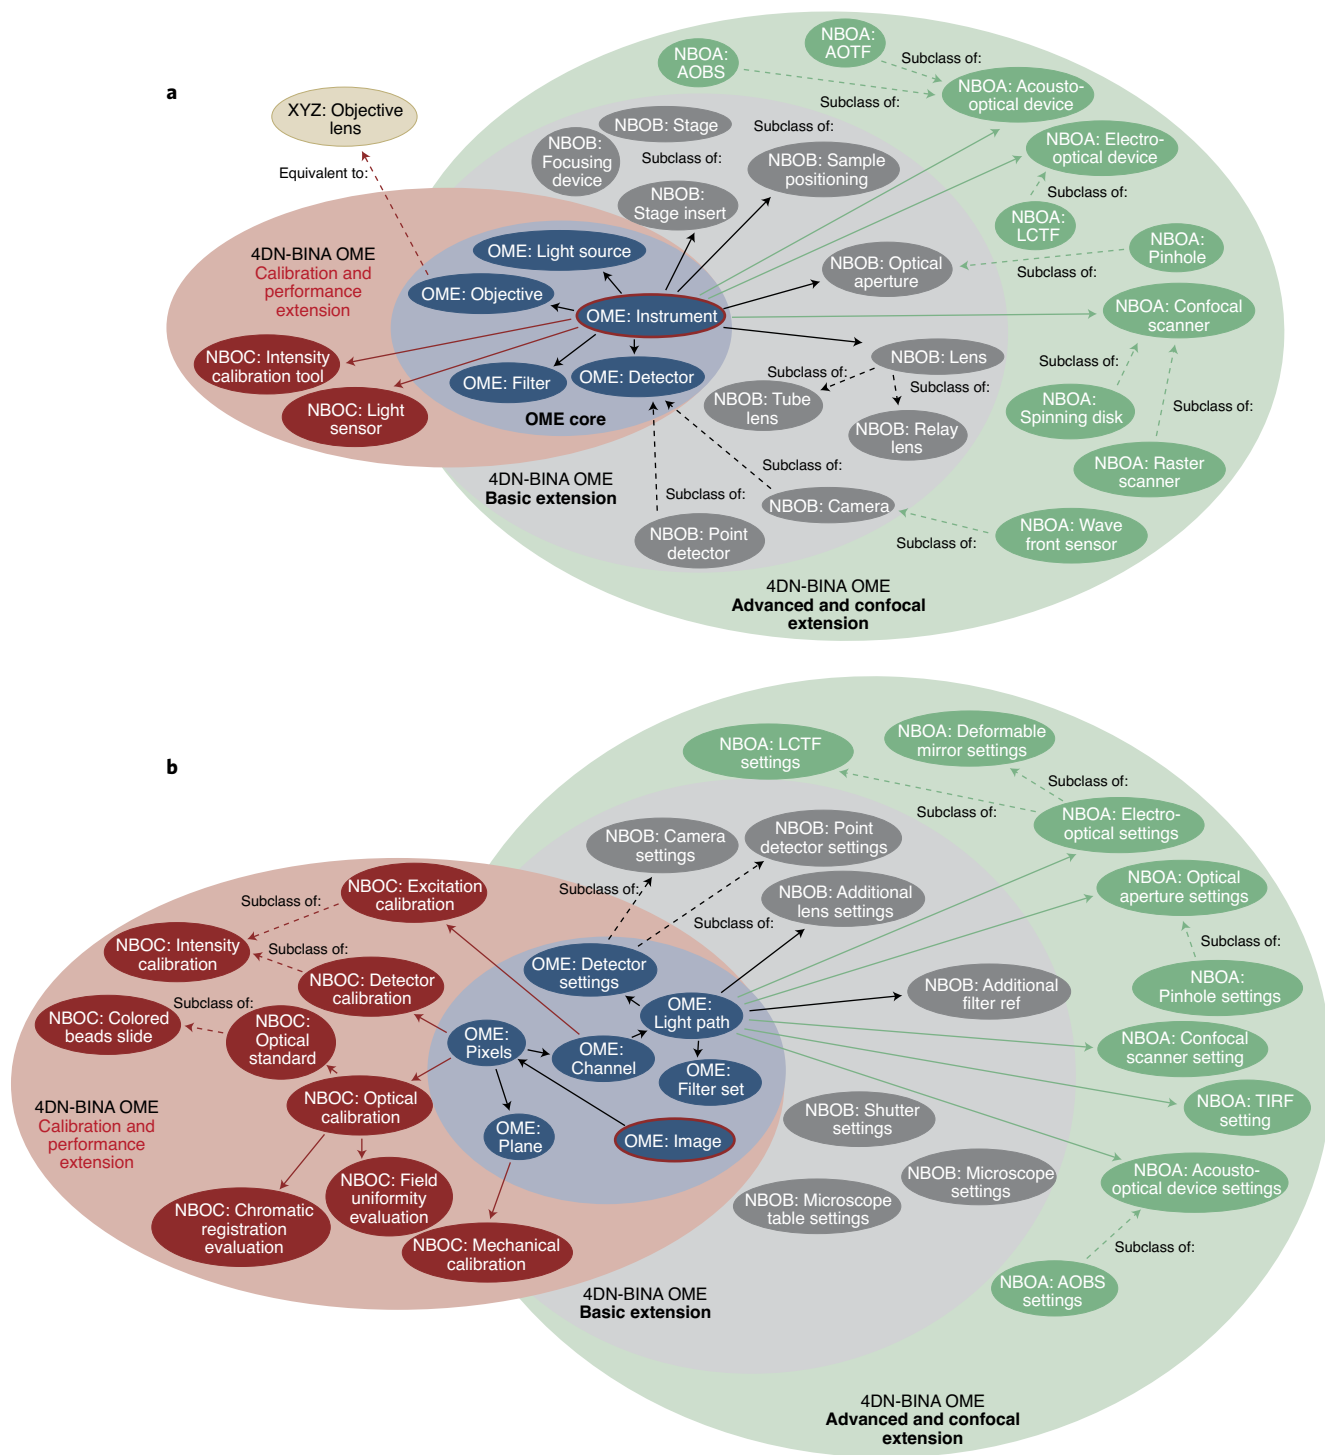 a
NBOA:
AOBS
NBOA:
AOTF
Subclass of:
NBOA: Acousto-
optical device
Subclass of:
XYZ: Objective
lens
NBOB: Stage
Subclass of:
NBOA: Electro-
optical device
NBOB:
Focusing
device
Subclass of:
NBOB: Sample
positioning
Equivalent to:
Subclass of:
NBOB:
Stage insert
NBOA:
LCTF
NBOA:
Pinhole
4DN-BINA OME
Calibration and
performance
extension
OME: Light source
NBOB: Optical
aperture
Subclass of:
OME: Objective
OME: Instrument
NBOA: Confocal
scanner
NBOC: Intensity
calibration tool
NBOB: Lens
Subclass of:
Subclass of:
OME: Filter
OME: Detector
Subclass of:
NBOC: Light
sensor
OME core
NBOB: Tube
lens
NBOB: Relay
lens
NBOA:
Spinning disk
Subclass of:
4DN-BINA OME
Basic extension
Subclass of:
NBOA: Raster
scanner
Subclass of:
NBOB: Camera
NBOB: Point
detector
Subclass of:
NBOA: Wave
front sensor
4DN-BINA OME
Advanced and confocal
extension
b
NBOA: LCTF
settings
NBOA: Deformable
mirror settings
Subclass of:
Subclass of:
NBOA: Electro-
optical settings
NBOB: Camera
settings
NBOB: Point
detector settings
NBOC: Excitation
calibration
Subclass of:
NBOB: Additional
lens settings
NBOA: Optical
aperture settings
Subclass of:
Subclass of:
NBOC: Intensity
calibration
Subclass of:
Subclass of:
OME: Detector
settings
NBOC: Detector
calibration
NBOB: Additional
filter ref
NBOA:
Pinhole settings
Subclass of:
NBOC: Colored
beads slide
NBOC:
Optical
standard
OME:
Light path
OME:
Pixels
OME:
Channel
NBOA: Confocal
scanner setting
OME:
Filter set
4DN-BINA OME
Calibration and
performance
extension
NBOC: Optical
calibration
NBOB: Shutter
settings
NBOA: TIRF
setting
OME:
Plane
OME: Image
NBOB: Microscope
settings
NBOA: Acousto-
optical device settings
NBOC: Field
uniformity
evaluation
NBOB: Microscope
table settings
NBOC: Chromatic
registration
evaluation
NBOC: Mechanical
calibration
Subclass of:
NBOA: AOBS
settings
4DN-BINA OME
Basic extension
4DN-BINA OME
Advanced and confocal
extension